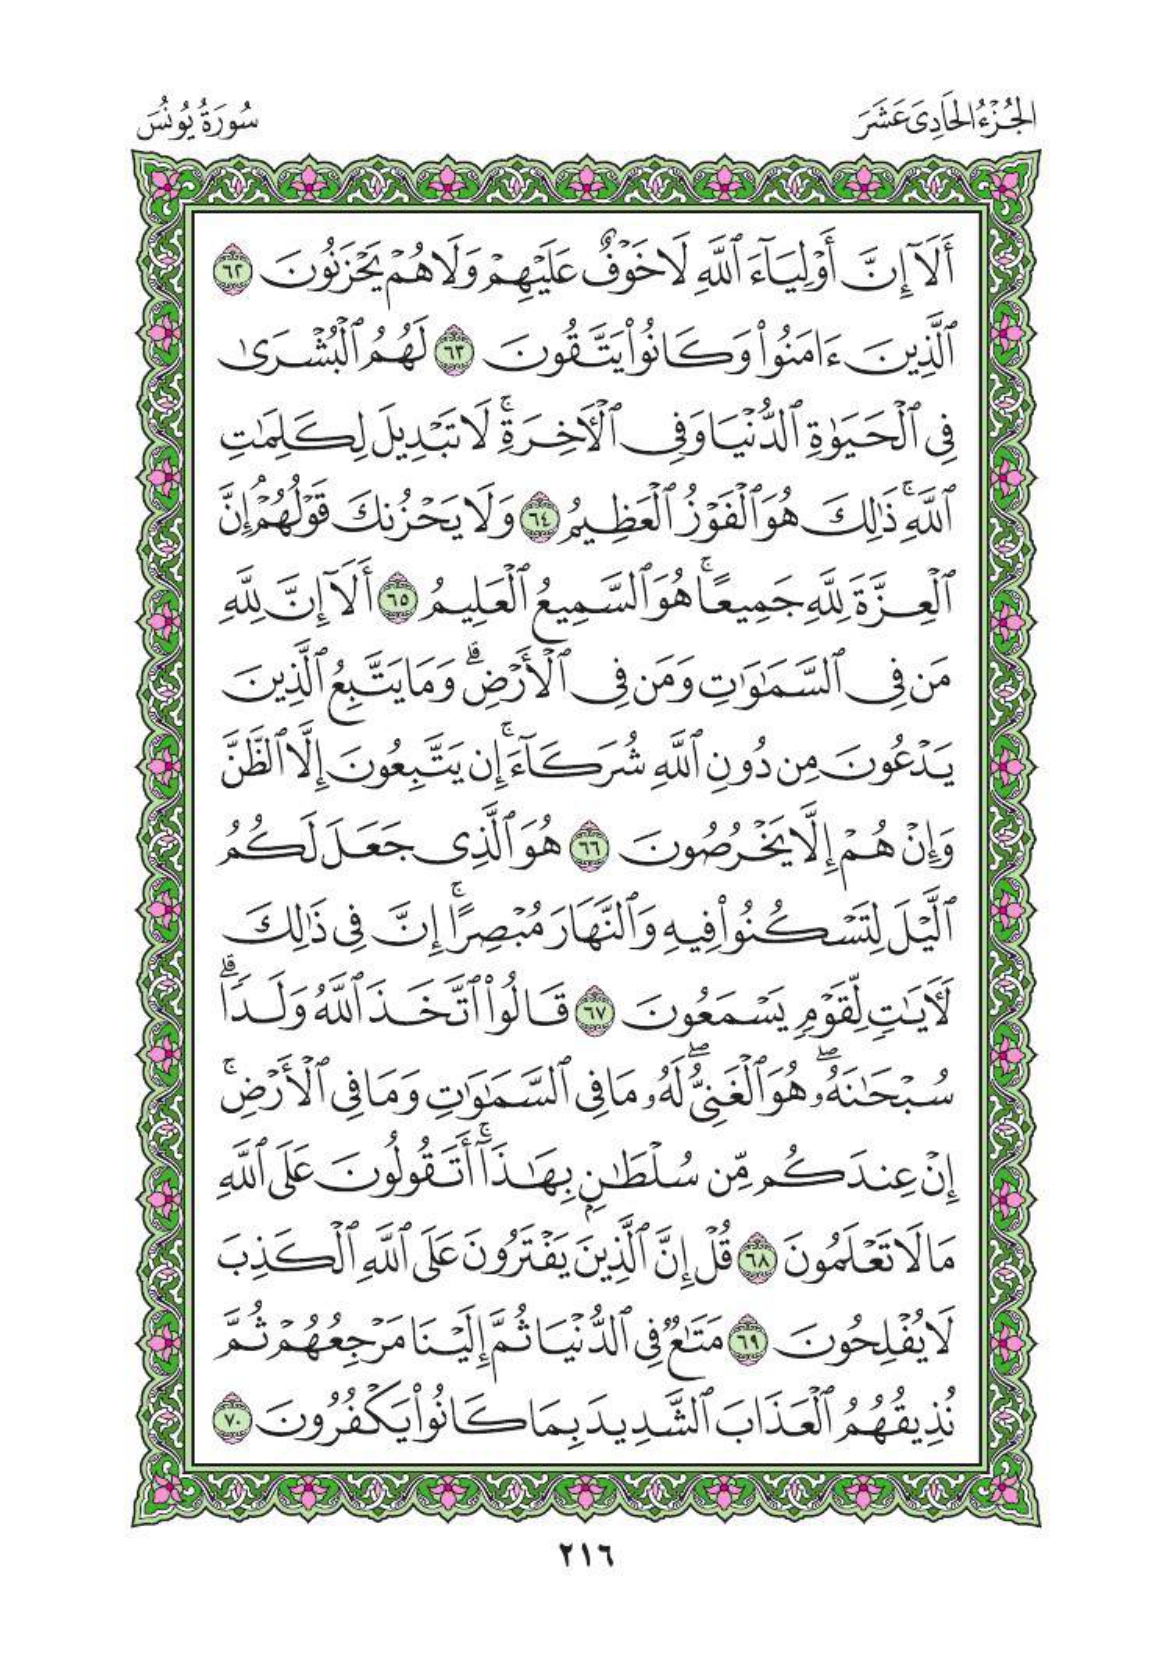 الجُزْءُ الحَادِىَ عَشَرَ
سُورَةُ يُونُسَ
أَلَآ إِنَّ أَوْلِيَآءَ ٱللَّهِ لَا خَوْفٌ عَلَيْهِمْ وَلَا هُمْ يَحْزَنُونَ ٦٢
ٱلَّذِينَ ءَامَنُوا۟ وَكَانُوا۟ يَتَّقُونَ ٦٣ لَهُمُ ٱلْبُشْرَىٰ
فِى ٱلْحَيَوٰةِ ٱلدُّنْيَا وَفِى ٱلْأَخِرَةِ ۚ لَا تَبْدِيلَ لِكَلِمَٰتِ
ٱللَّهِ ۚ ذَٰلِكَ هُوَ ٱلْفَوْزُ ٱلْعَظِيمُ ٦٤ وَلَا يَحْزُنكَ قَوْلُهُمْ ۘ إِنَّ
ٱلْعِزَّةَ لِلَّهِ جَمِيعًا ۚ هُوَ ٱلسَّمِيعُ ٱلْعَلِيمُ ٦٥ أَلَآ إِنَّ لِلَّهِ
مَن فِى ٱلسَّمَٰوَٰتِ وَمَن فِى ٱلْأَرْضِ ۗ وَمَا يَتَّبِعُ ٱلَّذِينَ
يَدْعُونَ مِن دُونِ ٱللَّهِ شُرَكَآءَ ۚ إِن يَتَّبِعُونَ إِلَّا ٱلظَّنَّ
وَإِنْ هُمْ إِلَّا يَخْرُصُونَ ٦٦ هُوَ ٱلَّذِى جَعَلَ لَكُمُ
ٱلَّيْلَ لِتَسْكُنُوا۟ فِيهِ وَٱلنَّهَارَ مُبْصِرًا ۚ إِنَّ فِى ذَٰلِكَ
لَأَيَٰتٍ لِّقَوْمٍ يَسْمَعُونَ ٦٧ قَالُوا۟ ٱتَّخَذَ ٱللَّهُ وَلَدًا ۗ
سُبْحَٰنَهُۥ ۖ هُوَ ٱلْغَنِىُّ ۖ لَهُۥ مَا فِى ٱلسَّمَٰوَٰتِ وَمَا فِى ٱلْأَرْضِ ۚ
إِنْ عِندَكُم مِّن سُلْطَٰنٍۭ بِهَٰذَآ ۚ أَتَقُولُونَ عَلَى ٱللَّهِ
مَا لَا تَعْلَمُونَ ٦٨ قُلْ إِنَّ ٱلَّذِينَ يَفْتَرُونَ عَلَى ٱللَّهِ ٱلْكَذِبَ
لَا يُفْلِحُونَ ٦٩ مَتَٰعٌ فِى ٱلدُّنْيَا ثُمَّ إِلَيْنَا مَرْجِعُهُمْ ثُمَّ
نُذِيقُهُمُ ٱلْعَذَابَ ٱلشَّدِيدَ بِمَا كَانُوا۟ يَكْفُرُونَ ٧٠
٢١٦